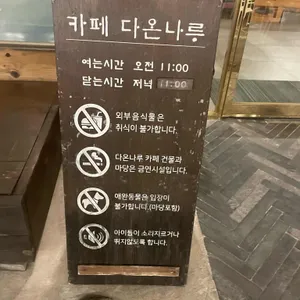 카페 다온나루
여는시간 오전 11:00
닫는시간 저녁 11:00
외부음식물은
취식이 불가합니다.
다온나루 카페 건물과
마당은 금연시설입니다.
애완동물은 입장이
불가합니다.(마당포함)
아이들이 소리지르거나
뛰지않도록 합니다.